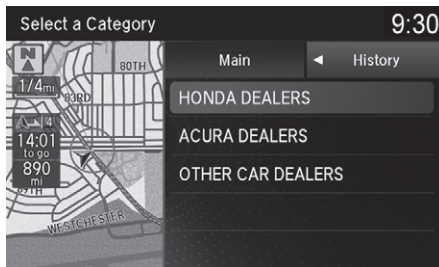 Select a Category
9:30
N
80TH
Main
◄ History
1/4mi
83RD
HONDA DEALERS
4
14:01
to go
ACURA DEALERS
890
mi
OTHER CAR DEALERS
97TH
WESTCHESTER